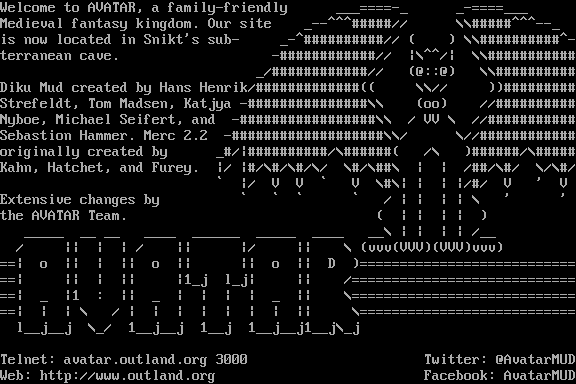 Welcome to AVATAR, a family-friendly
Medieval fantasy kingdom. Our site
is now located in Snikt's sub-
terranean cave.
Diku Mud created by Hans Henrik
Strefeldt, Tom Madsen, Katjya
Nyboe, Michael Seifert, and
Sebastion Hammer. Merc 2.2
originally created by
Kahn, Hatchet, and Furey.
Extensive changes by
the AVATAR Team.
AVATAR
Telnet: avatar.outland.org 3000
Twitter: @AvatarMUD
Web: http://www.outland.org
Facebook: AvatarMUD